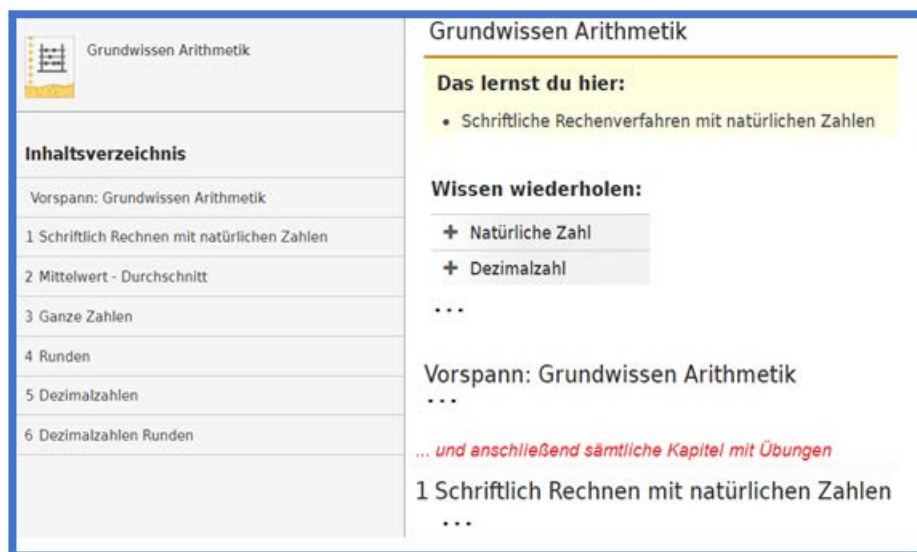 Grundwissen Arithmetik
Inhaltsverzeichnis
Vorspann: Grundwissen Arithmetik
1 Schriftlich Rechnen mit natürlichen Zahlen
2 Mittelwert - Durchschnitt
3 Ganze Zahlen
4 Runden
5 Dezimalzahlen
6 Dezimalzahlen Runden
Grundwissen Arithmetik
Das lernst du hier:
• Schriftliche Rechenverfahren mit natürlichen Zahlen
Wissen wiederholen:
+ Natürliche Zahl
+ Dezimalzahl
...
Vorspann: Grundwissen Arithmetik
...
... und anschließend sämtliche Kapitel mit Übungen
1 Schriftlich Rechnen mit natürlichen Zahlen
...